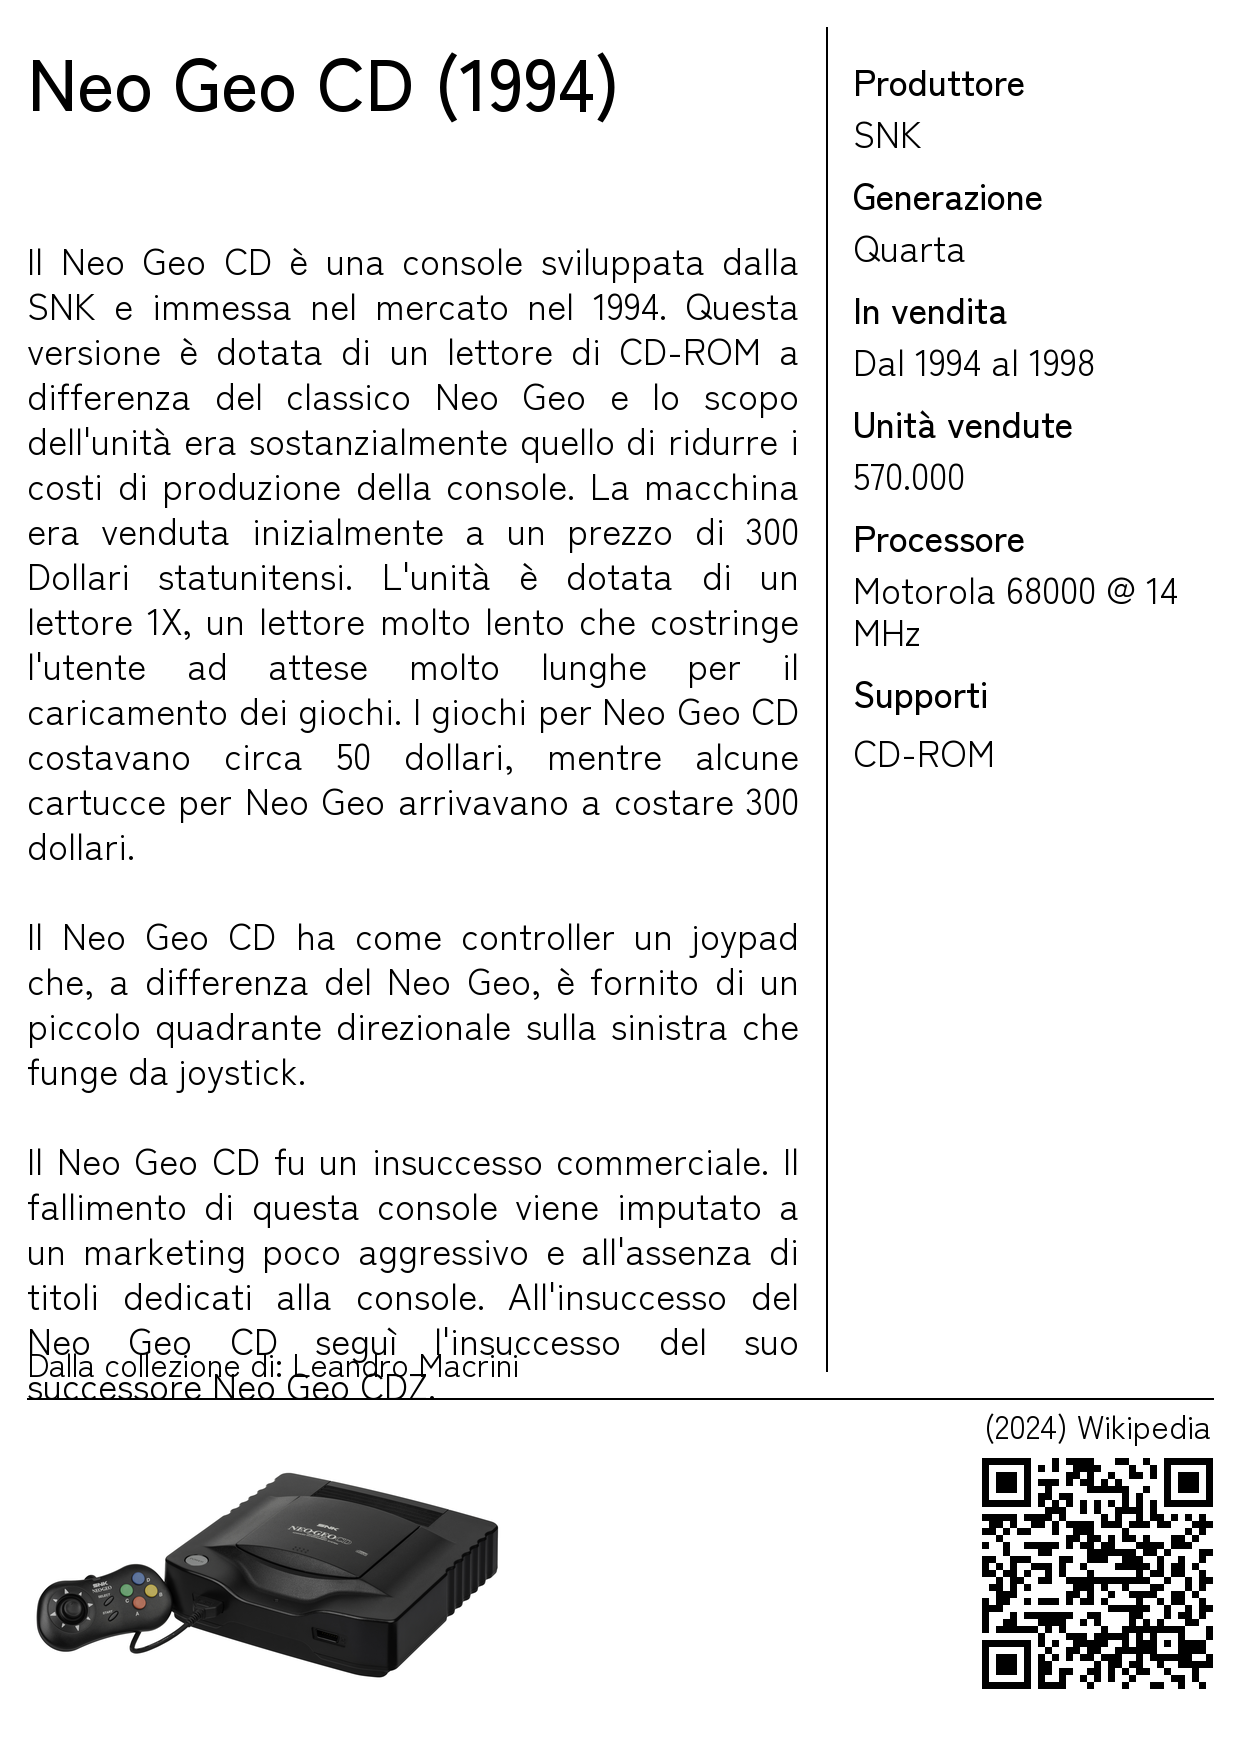 Neo Geo CD (1994)
Il Neo Geo CD è una console sviluppata dalla
SNK e immessa nel mercato nel 1994. Questa
versione è dotata di un lettore di CD-ROM a
differenza del classico Neo Geo e lo scopo
dell'unità era sostanzialmente quello di ridurre i
costi di produzione della console. La macchina
era venduta inizialmente a un prezzo di 300
Dollari statunitensi. L'unità è dotata di un
lettore 1X, un lettore molto lento che costringe
l'utente ad attese molto lunghe per il
caricamento dei giochi. I giochi per Neo Geo CD
costavano circa 50 dollari, mentre alcune
cartucce per Neo Geo arrivavano a costare 300
dollari.
Il Neo Geo CD ha come controller un joypad
che, a differenza del Neo Geo, è fornito di un
piccolo quadrante direzionale sulla sinistra che
funge da joystick.
Il Neo Geo CD fu un insuccesso commerciale. Il
fallimento di questa console viene imputato a
un marketing poco aggressivo e all'assenza di
titoli dedicati alla console. All'insuccesso del
Neo Geo CD seguì l'insuccesso del suo
successore Neo Geo CDZ.
Dalla collezione di: Leandro Macrini
Produttore
SNK
Generazione
Quarta
In vendita
Dal 1994 al 1998
Unità vendute
570.000
Processore
Motorola 68000 @ 14
MHz
Supporti
CD-ROM
(2024) Wikipedia
SNK
NEO·GEO CD
SNK
NEO·GEO
SELECT
START
D
B
C
A